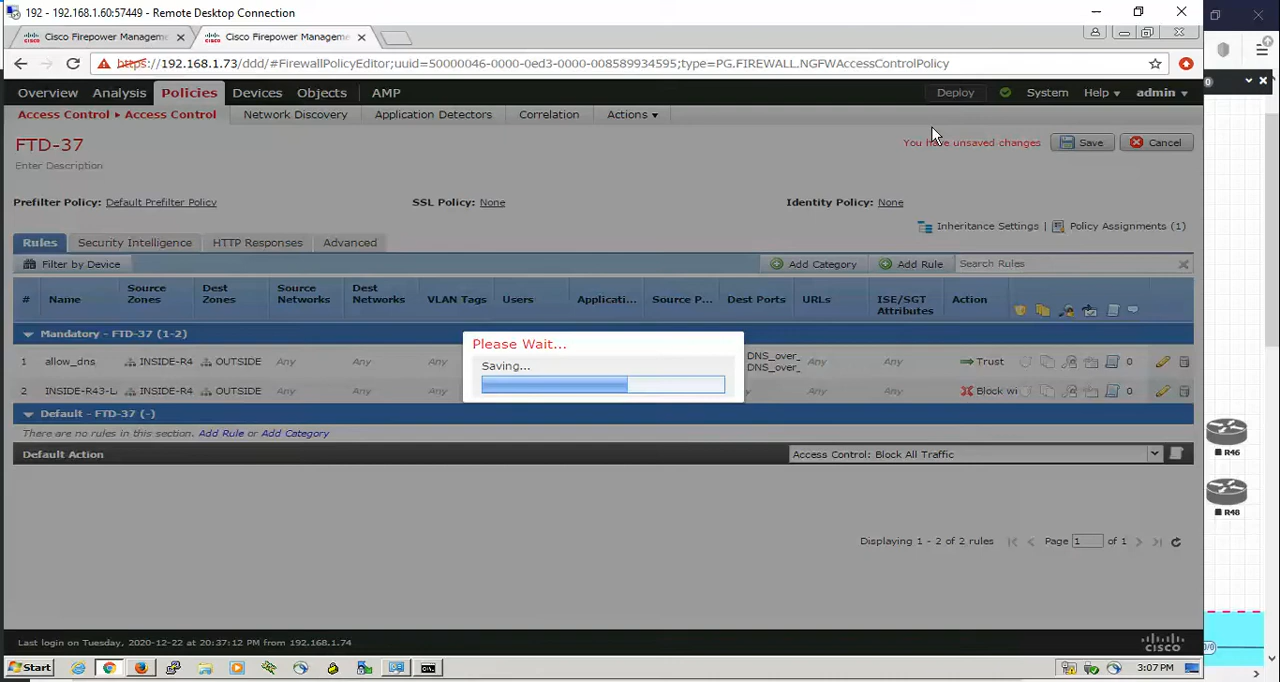 192 - 192.168.1.60:57449 - Remote Desktop Connection
Cisco Firepower Manageme
Cisco Firepower Manageme
https://192.168.1.73/ddd/#FirewallPolicyEditor;uuid=50000046-0000-0ed3-0000-008589934595;type=PG.FIREWALL.NGFWAccessControlPolicy
Overview Analysis Policies Devices Objects AMP Deploy System Help admin
Access Control Access Control Network Discovery Application Detectors Correlation Actions
FTD-37
You have unsaved changes Save Cancel
Enter Description
Prefilter Policy: Default Prefilter Policy SSL Policy: None Identity Policy: None
Inheritance Settings | Policy Assignments (1)
Rules Security Intelligence HTTP Responses Advanced
Filter by Device Add Category Add Rule Search Rules
# Name Source Zones Dest Zones Source Networks Dest Networks VLAN Tags Users Applicati... Source P... Dest Ports URLs ISE/SGT Attributes Action
Mandatory - FTD-37 (1-2)
Please Wait...
Saving...
1 allow_dns INSIDE-R4 OUTSIDE Any Any Any DNS_over_ DNS_over_ Any Any Trust 0
2 INSIDE-R43-L OUTSIDE Any Any Any Any Any Block wi 0
Default - FTD-37 (-)
There are no rules in this section. Add Rule or Add Category
Default Action Access Control: Block All Traffic
R46
R48
Displaying 1 - 2 of 2 rules Page 1 of 1
Last login on Tuesday, 2020-12-22 at 20:37:12 PM from 192.168.1.74
CISCO
Start 3:07 PM